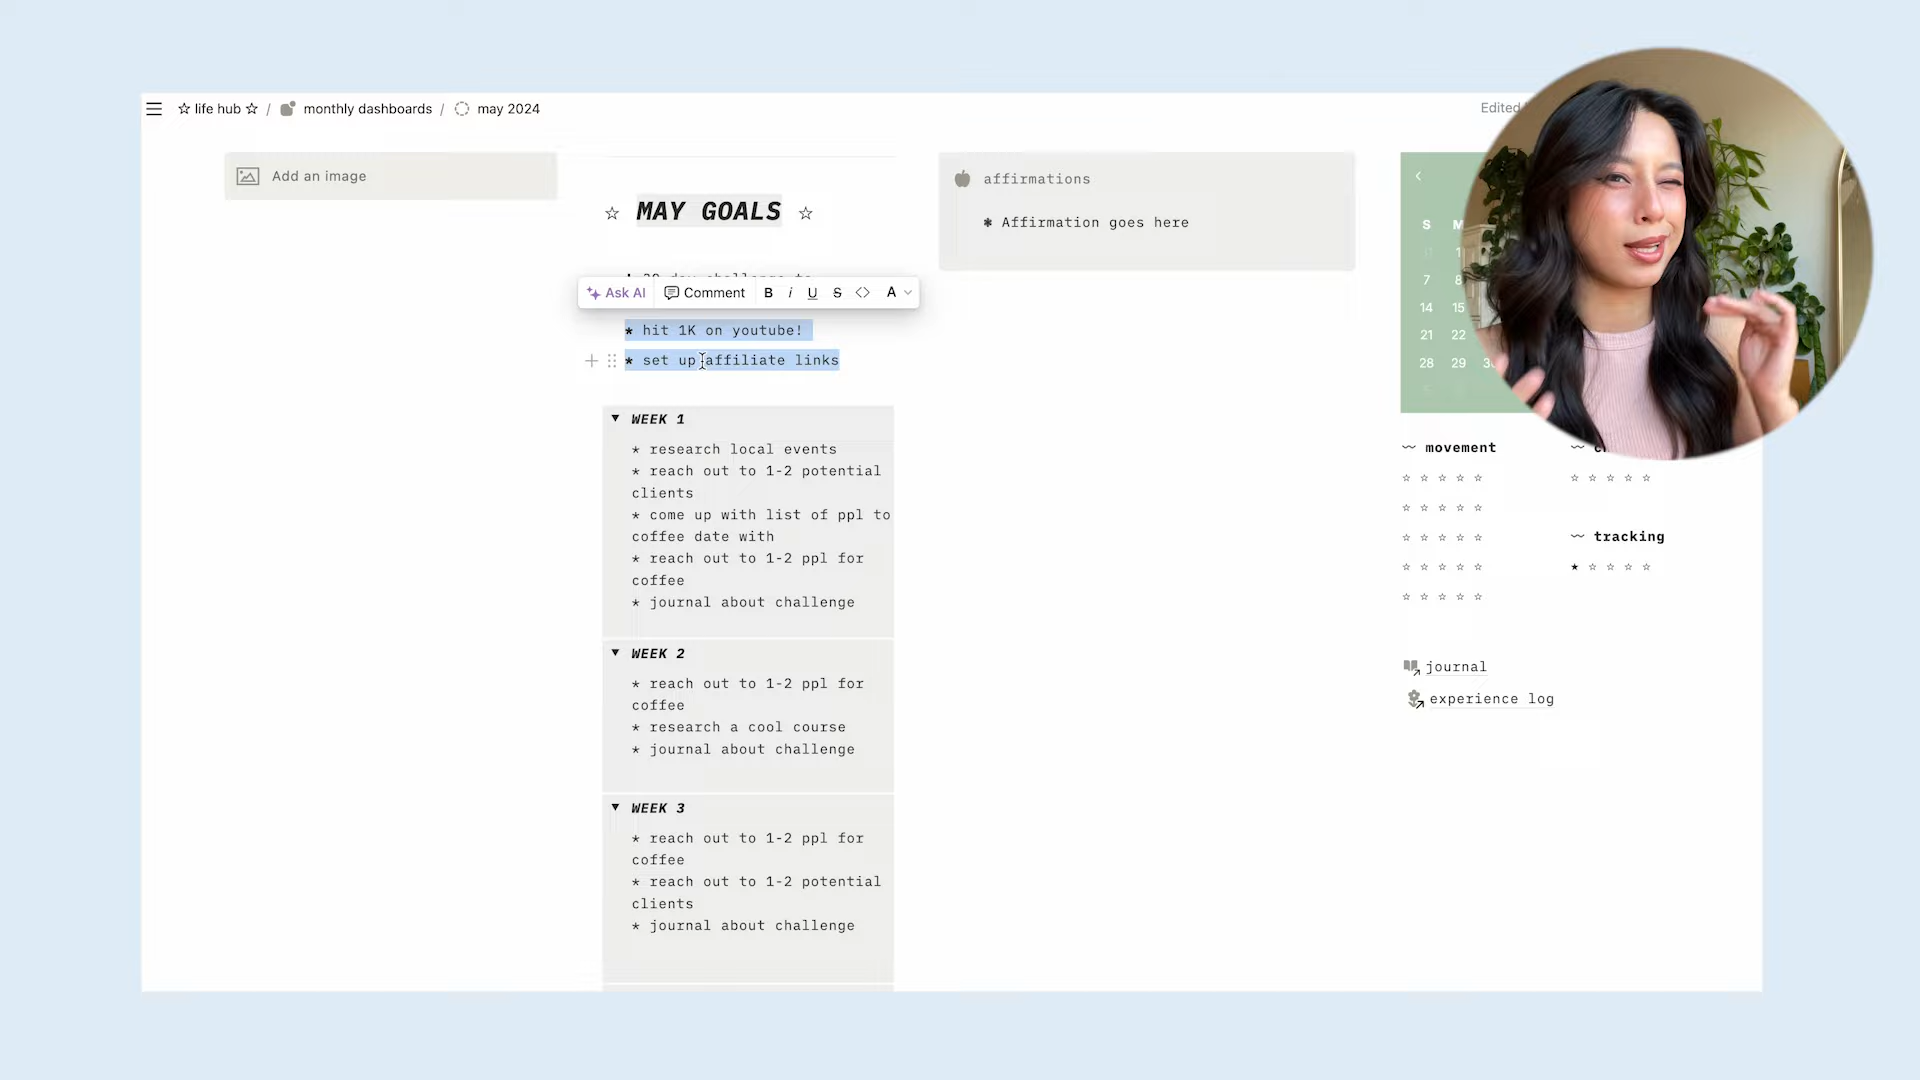 ☆ life hub ☆ / monthly dashboards / may 2024
Edited
Add an image
☆ MAY GOALS ☆
Ask AI Comment B i U S <> A
* hit 1K on youtube!
* set up affiliate links
WEEK 1
* research local events
* reach out to 1-2 potential
clients
* come up with list of ppl to
coffee date with
* reach out to 1-2 ppl for
coffee
* journal about challenge
WEEK 2
* reach out to 1-2 ppl for
coffee
* research a cool course
* journal about challenge
WEEK 3
* reach out to 1-2 ppl for
coffee
* reach out to 1-2 potential
clients
* journal about challenge
affirmations
✱ Affirmation goes here
S M
7 8
14 15
21 22
28 29
movement
☆ ☆ ☆ ☆ ☆
☆ ☆ ☆ ☆ ☆
☆ ☆ ☆ ☆ ☆
☆ ☆ ☆ ☆ ☆
☆ ☆ ☆ ☆ ☆
☆ ☆ ☆ ☆ ☆
tracking
★ ☆ ☆ ☆ ☆
journal
experience log